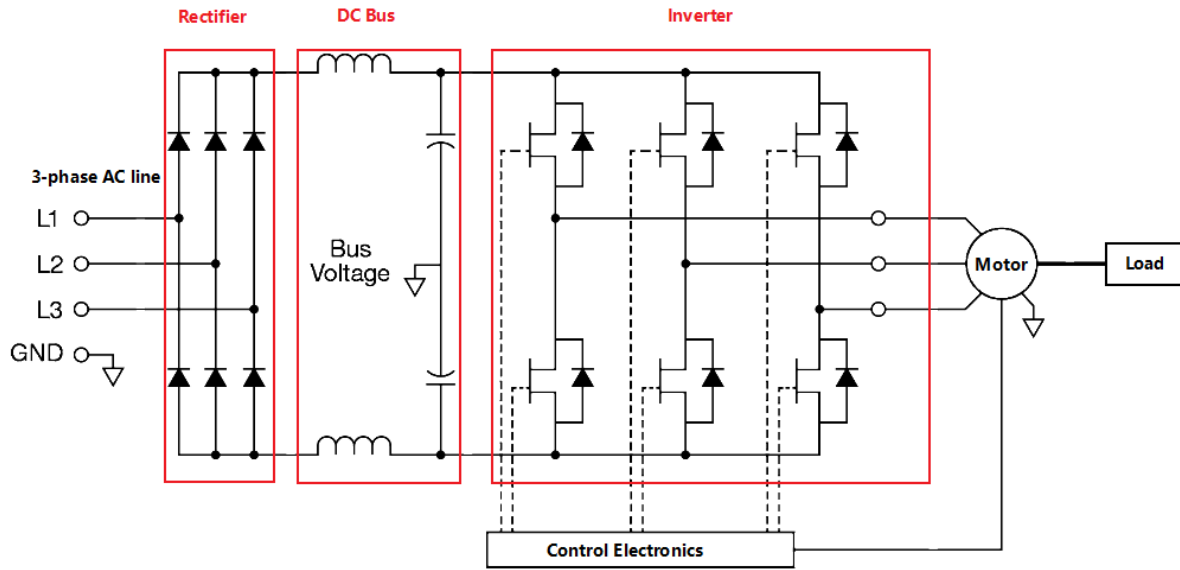 Rectifier
DC Bus
Inverter
3-phase AC line
L1
L2
L3
GND
Bus
Voltage
Motor
Load
Control Electronics